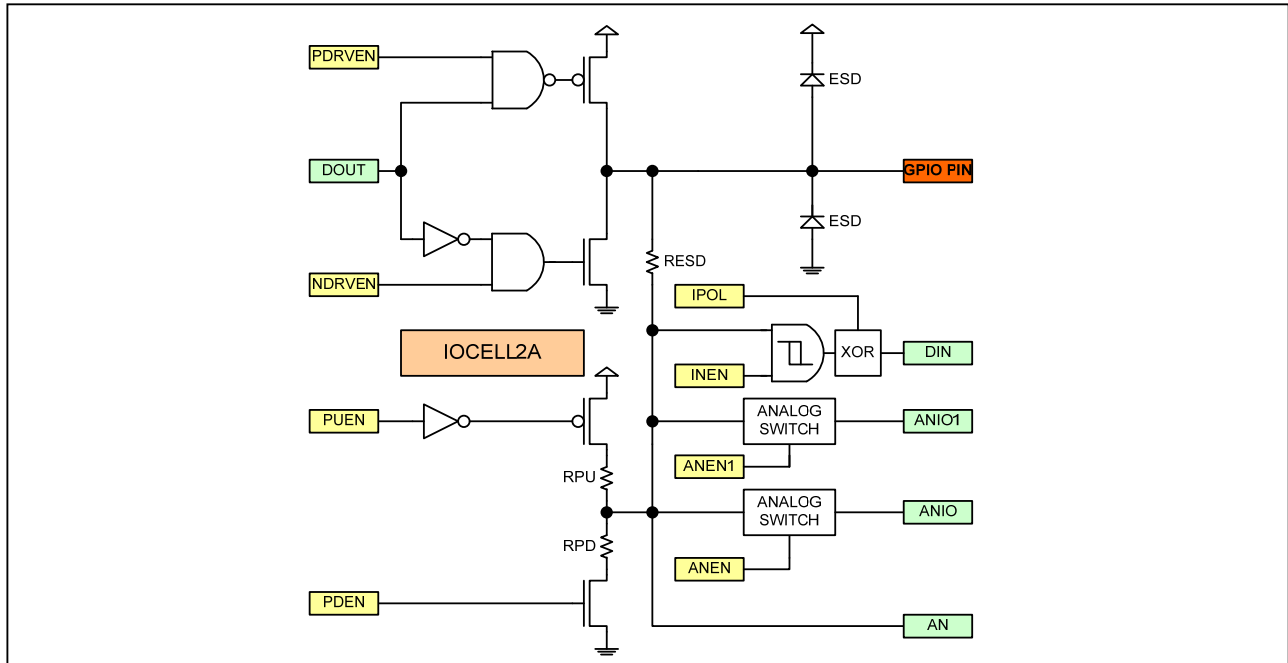 PDRVEN
ESD
DOUT
GPIO PIN
ESD
RESD
NDRVEN
IPOL
IOCELL2A
XOR
DIN
INEN
PUEN
ANALOG
SWITCH
ANIO1
ANEN1
RPU
ANALOG
SWITCH
ANIO
RPD
ANEN
PDEN
AN